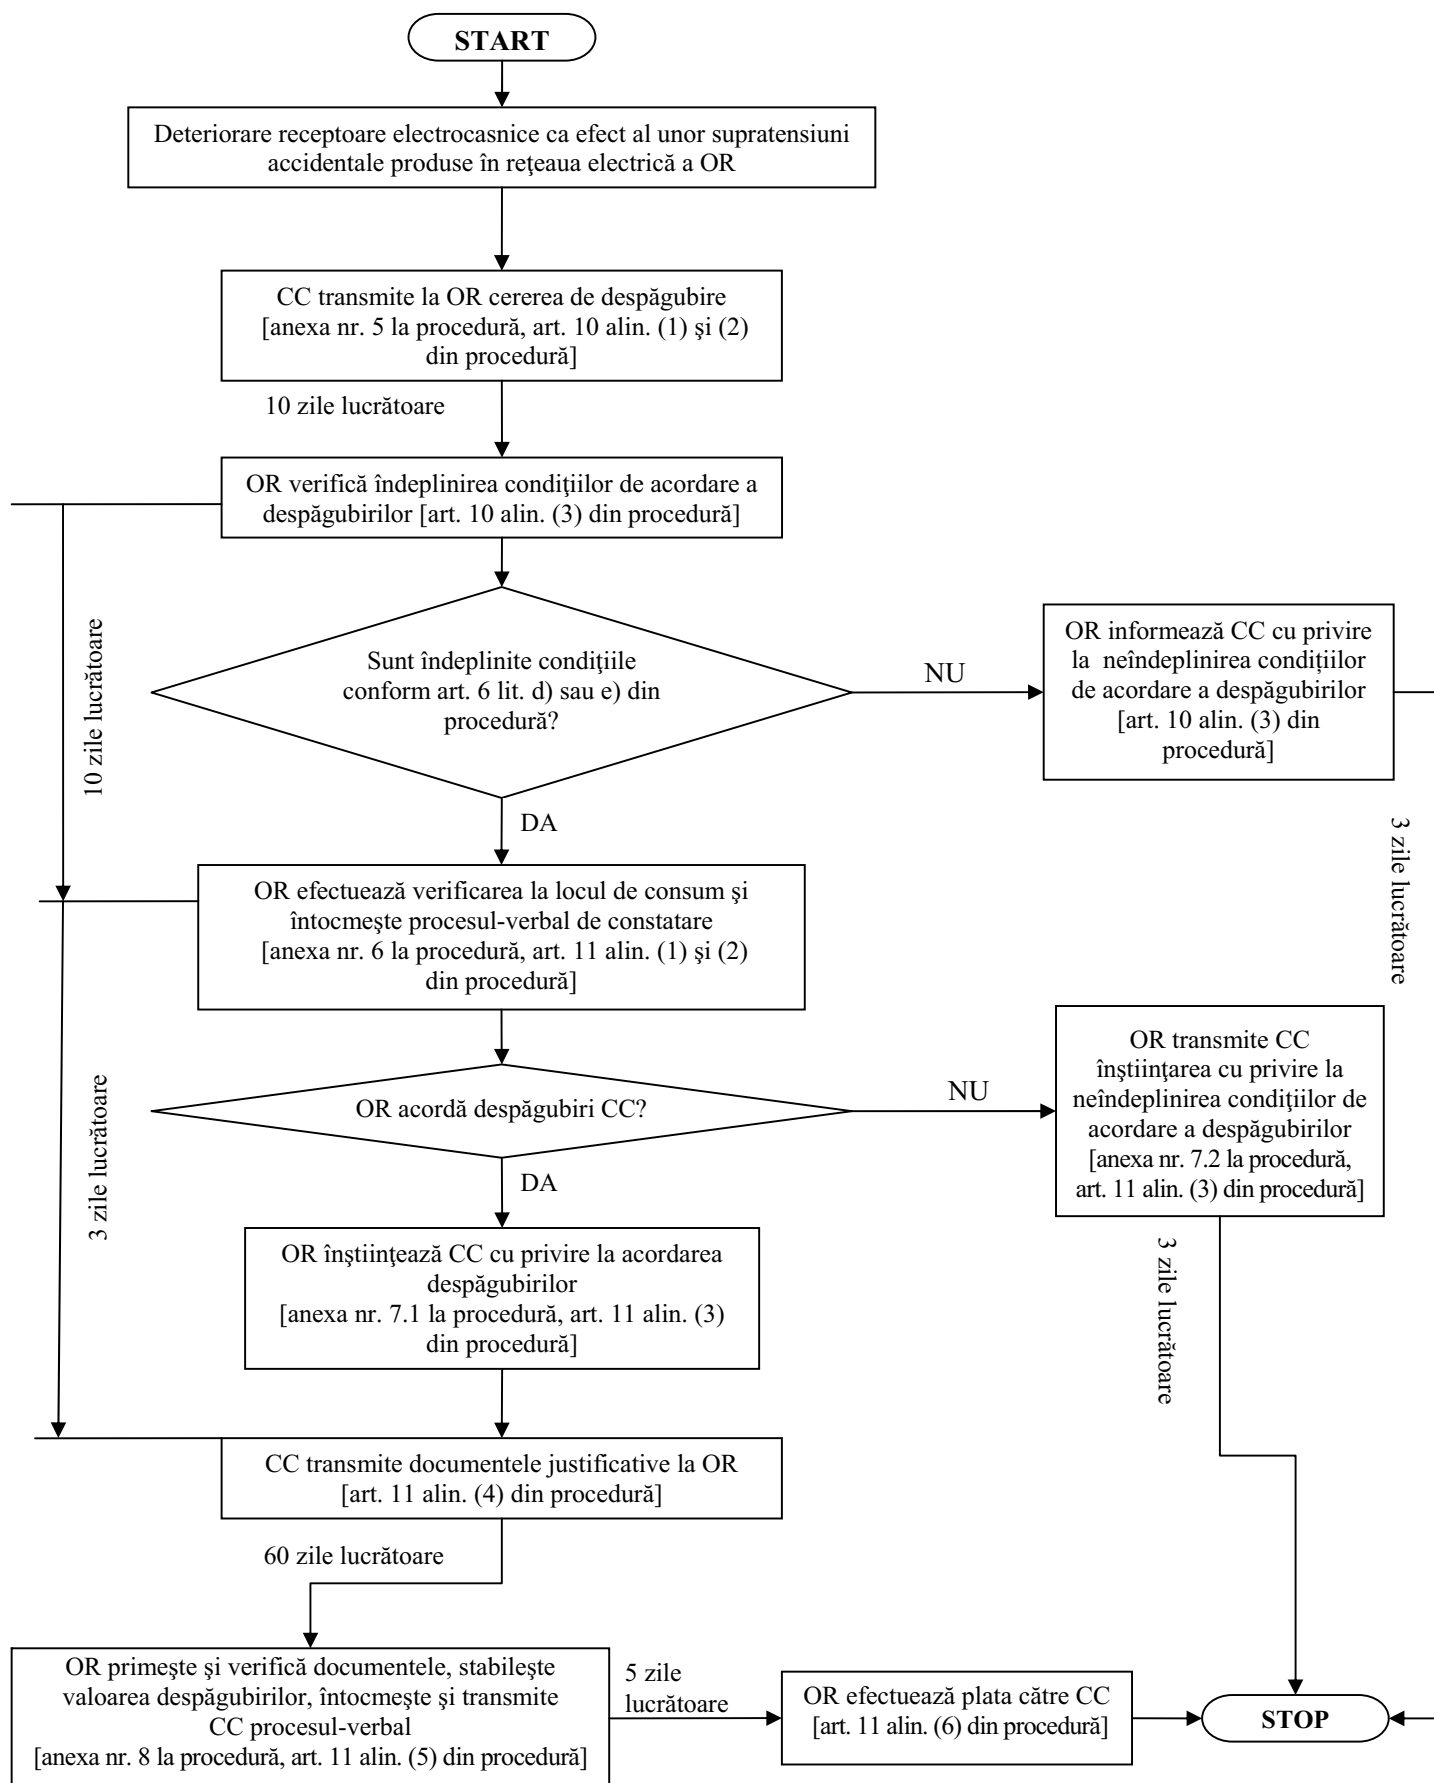 START
Deteriorare receptoare electrocasnice ca efect al unor supratensiuni
accidentale produse în reţeaua electrică a OR
CC transmite la OR cererea de despăgubire
[anexa nr. 5 la procedură, art. 10 alin. (1) şi (2)
din procedură]
10 zile lucrătoare
OR verifică îndeplinirea condiţiilor de acordare a
despăgubirilor [art. 10 alin. (3) din procedură]
10 zile lucrătoare
Sunt îndeplinite condiţiile
conform art. 6 lit. d) sau e) din
procedură?
NU
OR informează CC cu privire
la neîndeplinirea condițiilor
de acordare a despăgubirilor
[art. 10 alin. (3) din
procedură]
3 zile lucrătoare
DA
OR efectuează verificarea la locul de consum şi
întocmeşte procesul-verbal de constatare
[anexa nr. 6 la procedură, art. 11 alin. (1) şi (2)
din procedură]
3 zile lucrătoare
OR acordă despăgubiri CC?
NU
OR transmite CC
înştiinţarea cu privire la
neîndeplinirea condiţiilor de
acordare a despăgubirilor
[anexa nr. 7.2 la procedură,
art. 11 alin. (3) din procedură]
3 zile lucrătoare
DA
OR înştiinţează CC cu privire la acordarea
despăgubirilor
[anexa nr. 7.1 la procedură, art. 11 alin. (3)
din procedură]
CC transmite documentele justificative la OR
[art. 11 alin. (4) din procedură]
60 zile lucrătoare
OR primeşte şi verifică documentele, stabileşte
valoarea despăgubirilor, întocmeşte şi transmite
CC procesul-verbal
[anexa nr. 8 la procedură, art. 11 alin. (5) din procedură]
5 zile
lucrătoare
OR efectuează plata către CC
[art. 11 alin. (6) din procedură]
STOP